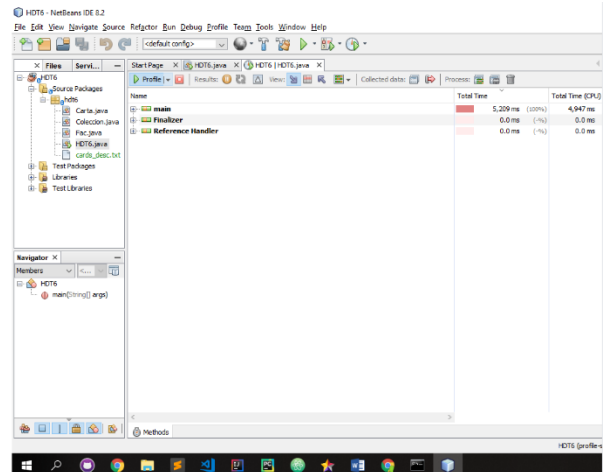 HDT6 - NetBeans IDE 8.2
File Edit View Navigate Source Refactor Run Debug Profile Team Tools Window Help
<default config>
Files Servi...
Start Page HDT6.java HDT6 | HDT6.java
Profile Results: View: Collected data: Process:
HDT6
Source Packages
hdt6
Carta.java
Coleccion.java
Fac.java
HDT6.java
cards_desc.txt
Test Packages
Libraries
Test Libraries
Name Total Time Total Time (CPU)
main 5,209 ms (100%) 4,947 ms
Finalizer 0.0 ms (-%) 0.0 ms
Reference Handler 0.0 ms (-%) 0.0 ms
Navigator
Members <...
HDT6
main(String[] args)
Methods
HDT6 (profile-s